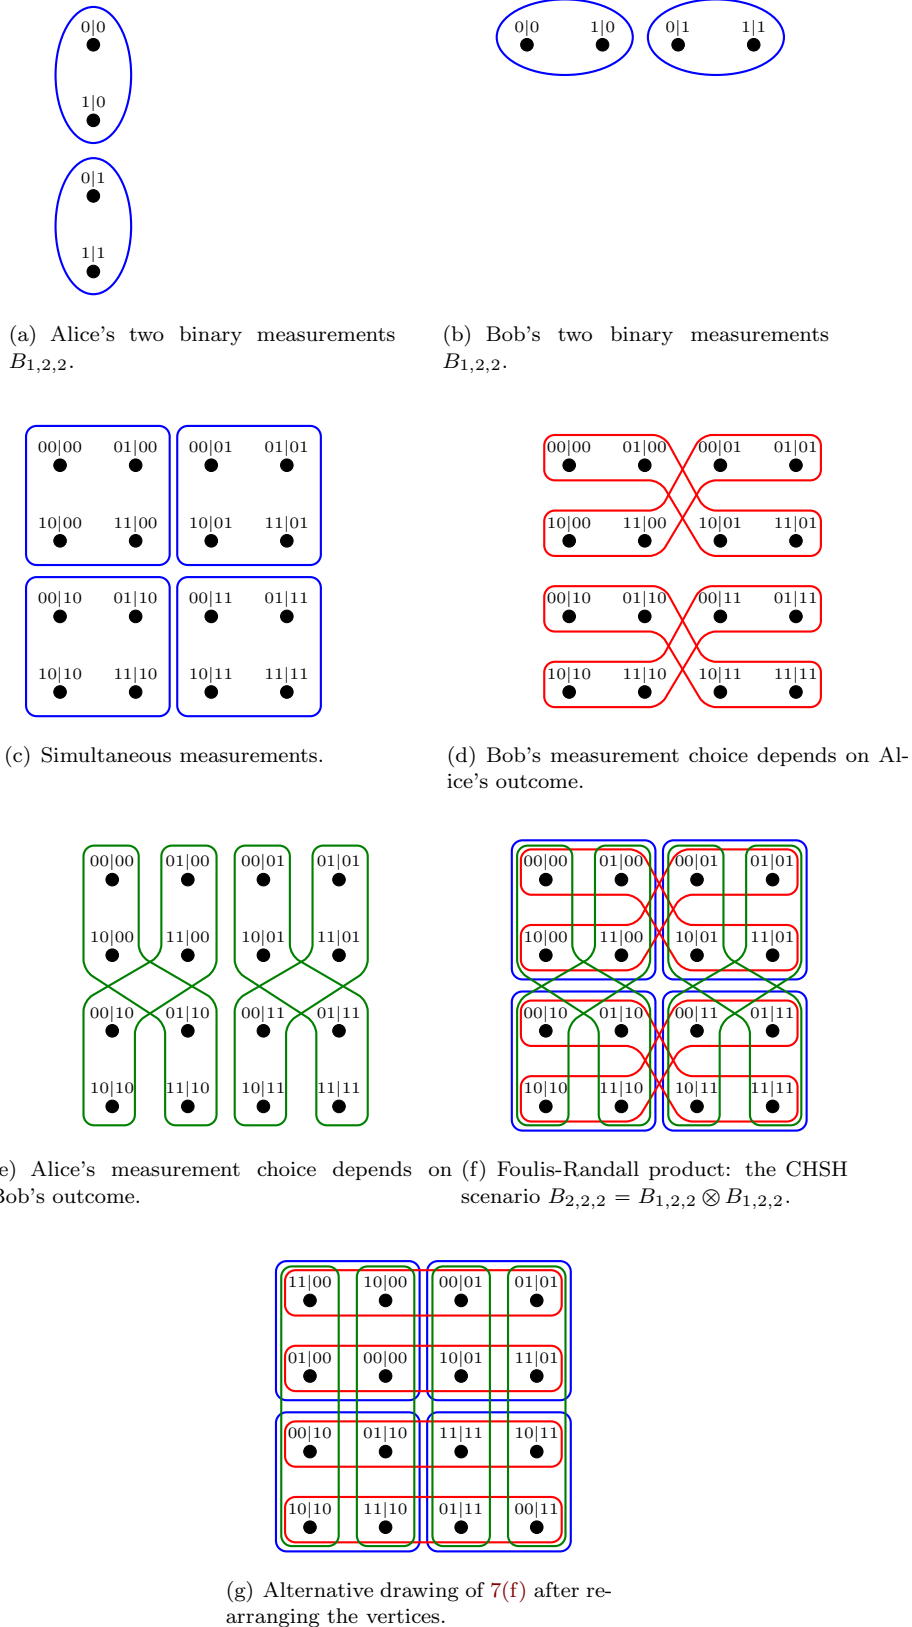 0|0
1|0
0|1
1|1
0|0 1|0 0|1 1|1
(a) Alice's two binary measurements
B1,2,2.
(b) Bob's two binary measurements
B1,2,2.
00|00 01|00 00|01 01|01
10|00 11|00 10|01 11|01
00|10 01|10 00|11 01|11
10|10 11|10 10|11 11|11
(c) Simultaneous measurements.
00|00 01|00 00|01 01|01
10|00 11|00 10|01 11|01
00|10 01|10 00|11 01|11
10|10 11|10 10|11 11|11
(d) Bob's measurement choice depends on Al-
ice's outcome.
00|00 01|00 00|01 01|01
10|00 11|00 10|01 11|01
00|10 01|10 00|11 01|11
10|10 11|10 10|11 11|11
e) Alice's measurement choice depends on
Bob's outcome.
00|00 01|00 00|01 01|01
10|00 11|00 10|01 11|01
00|10 01|10 00|11 01|11
10|10 11|10 10|11 11|11
(f) Foulis-Randall product: the CHSH
scenario B2,2,2 = B1,2,2 ⊗ B1,2,2.
11|00 10|00 00|01 01|01
01|00 00|00 10|01 11|01
00|10 01|10 11|11 10|11
10|10 11|10 01|11 00|11
(g) Alternative drawing of 7(f) after re-
arranging the vertices.